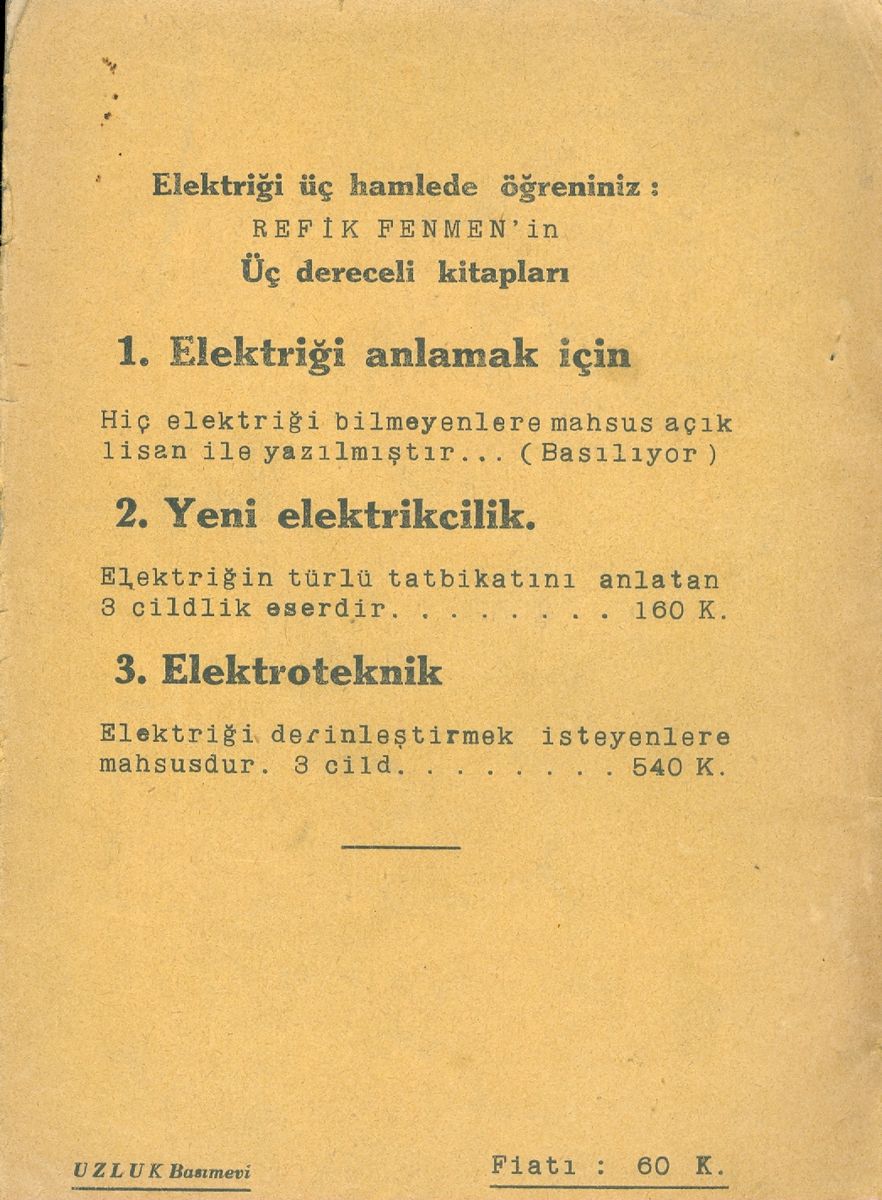 Elektriği üç hamlede öğreniniz :
REFİK FENMEN'in
Üç dereceli kitapları
1. Elektriği anlamak için
Hiç elektriği bilmeyenlere mahsus açık
lisan ile yazılmıştır... (Basılıyor)
2. Yeni elektrikcilik.
Elektriğin türlü tatbikatını anlatan
3 cildlik eserdir. . . . . . . . 160 K.
3. Elektroteknik
Elektriği derinleştirmek isteyenlere
mahsusdur. 3 cild. . . . . . . . 540 K.
UZLUK Basımevi
Fiatı : 60 K.